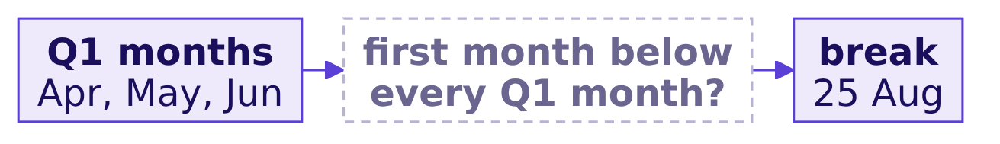 Q1 months
Apr, May, Jun
first month below
every Q1 month?
break
25 Aug